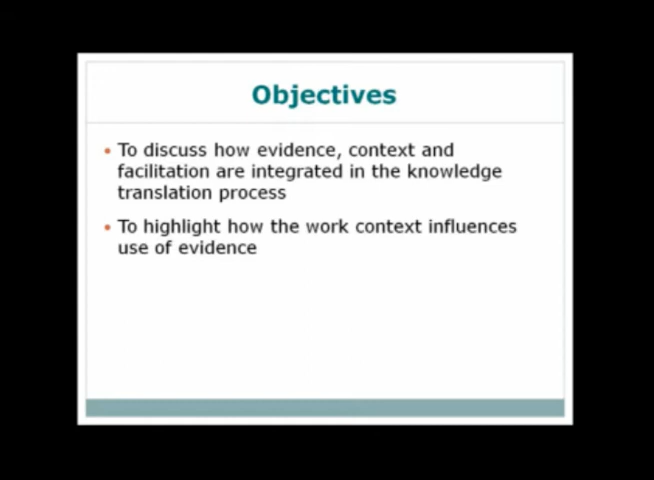 Objectives
• To discuss how evidence, context and
facilitation are integrated in the knowledge
translation process
• To highlight how the work context influences
use of evidence